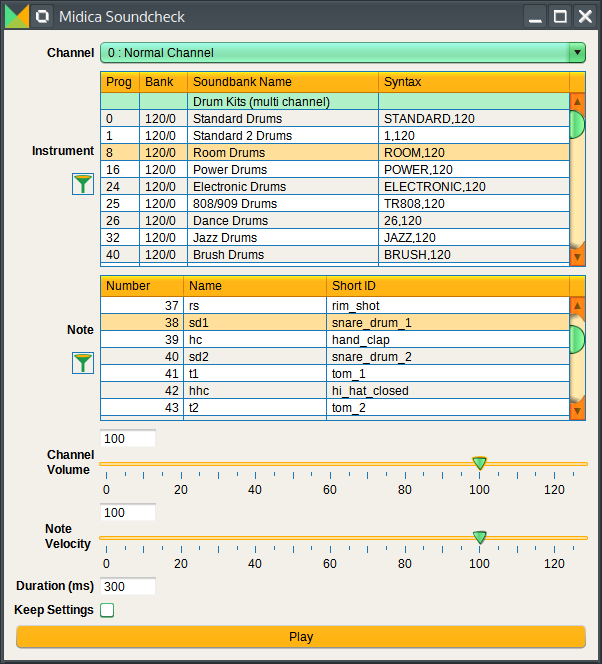 Midica Soundcheck
Channel 0 : Normal Channel
Instrument
Prog Bank Soundbank Name Syntax
Drum Kits (multi channel)
0 120/0 Standard Drums STANDARD,120
1 120/0 Standard 2 Drums 1,120
8 120/0 Room Drums ROOM,120
16 120/0 Power Drums POWER,120
24 120/0 Electronic Drums ELECTRONIC,120
25 120/0 808/909 Drums TR808,120
26 120/0 Dance Drums 26,120
32 120/0 Jazz Drums JAZZ,120
40 120/0 Brush Drums BRUSH,120
Note
Number Name Short ID
37 rs rim_shot
38 sd1 snare_drum_1
39 hc hand_clap
40 sd2 snare_drum_2
41 t1 tom_1
42 hhc hi_hat_closed
43 t2 tom_2
Channel
Volume
100
0 20 40 60 80 100 120
Note
Velocity
100
0 20 40 60 80 100 120
Duration (ms) 300
Keep Settings
Play